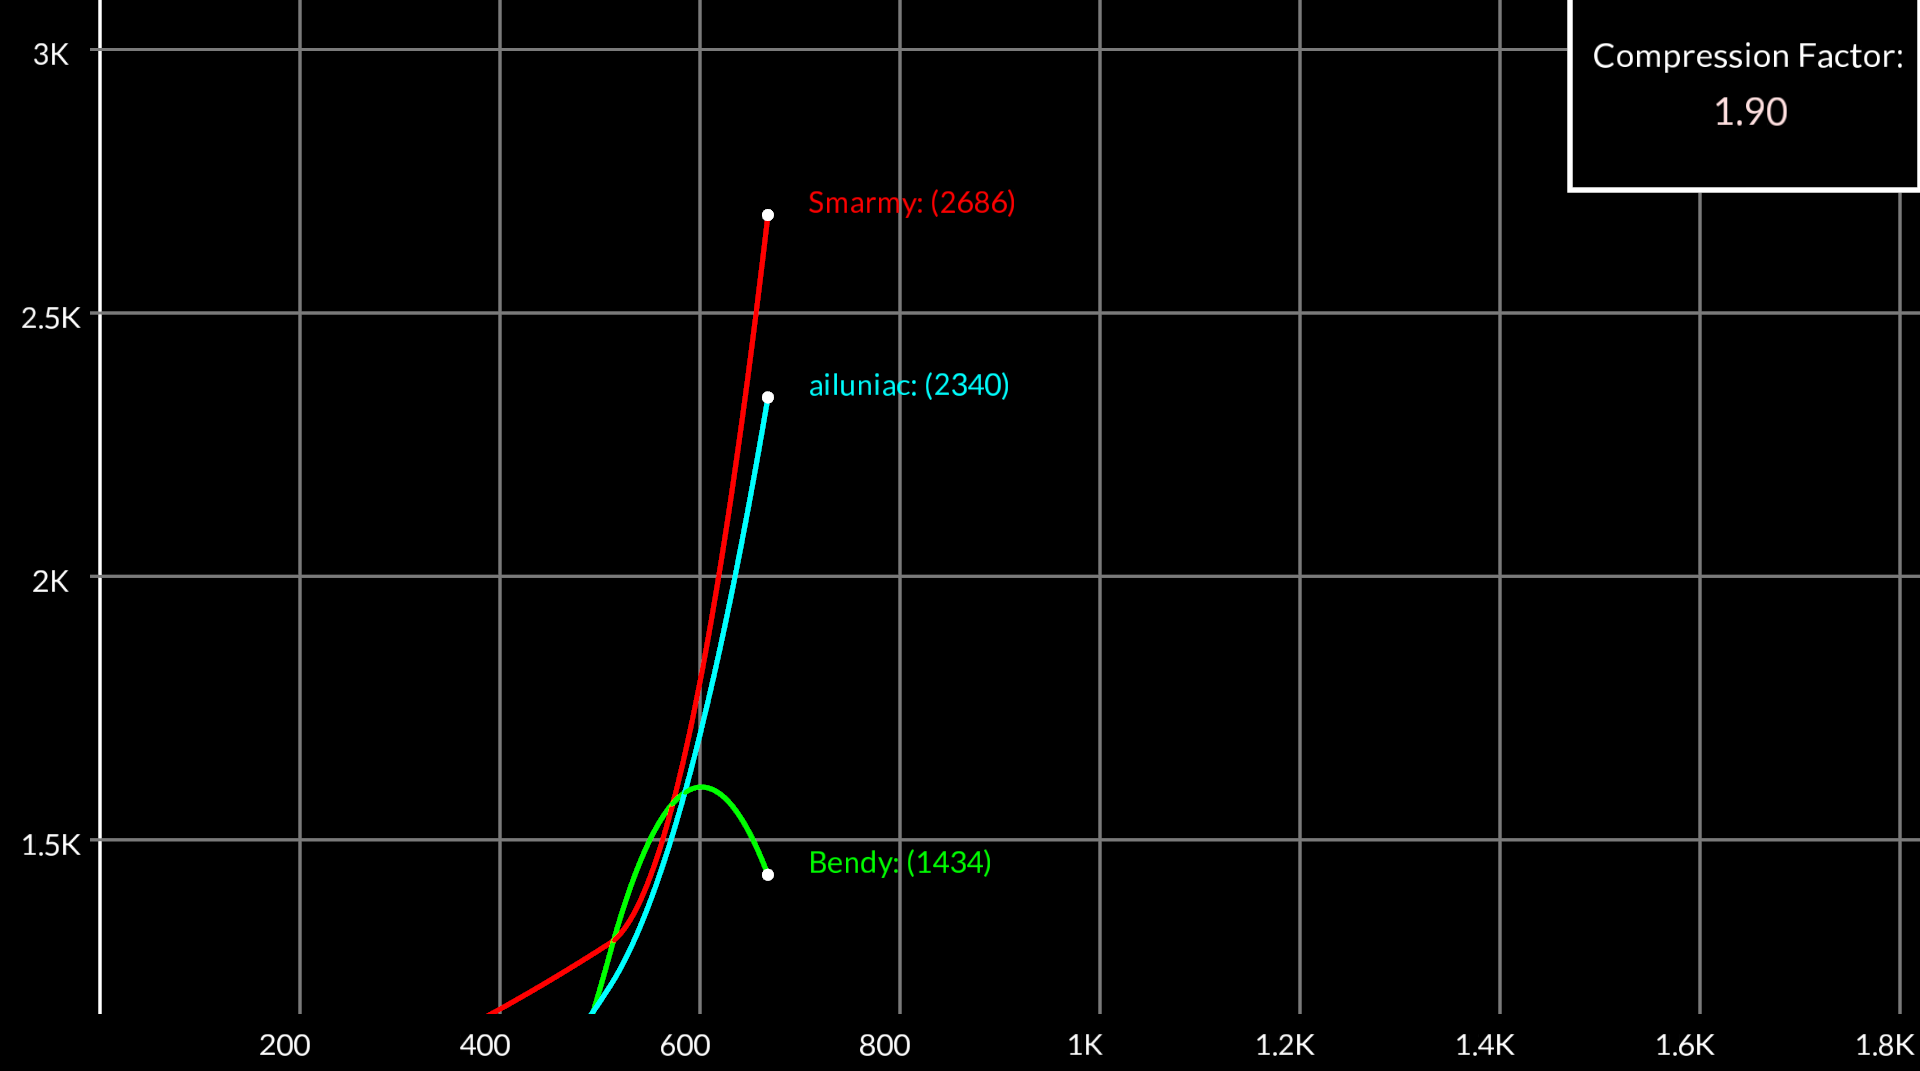 3K
Compression Factor:
1.90
Smarmy: (2686)
2.5K
ailuniac: (2340)
2K
1.5K
Bendy: (1434)
200 400 600 800 1K 1.2K 1.4K 1.6K 1.8K